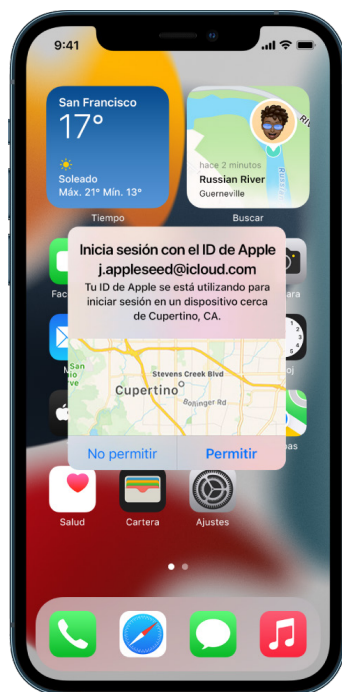 9:41
San Francisco
17°
Soleado
Máx. 21° Mín. 13°
Tiempo
hace 2 minutos
Russian River
Guerneville
Buscar
Inicia sesión con el ID de Apple
j.appleseed@icloud.com
Tu ID de Apple se está utilizando para
iniciar sesión en un dispositivo cerca
de Cupertino, CA.
Stevens Creek Blvd
Cupertino
Bollinger Rd
No permitir
Permitir
Salud
Cartera
Ajustes